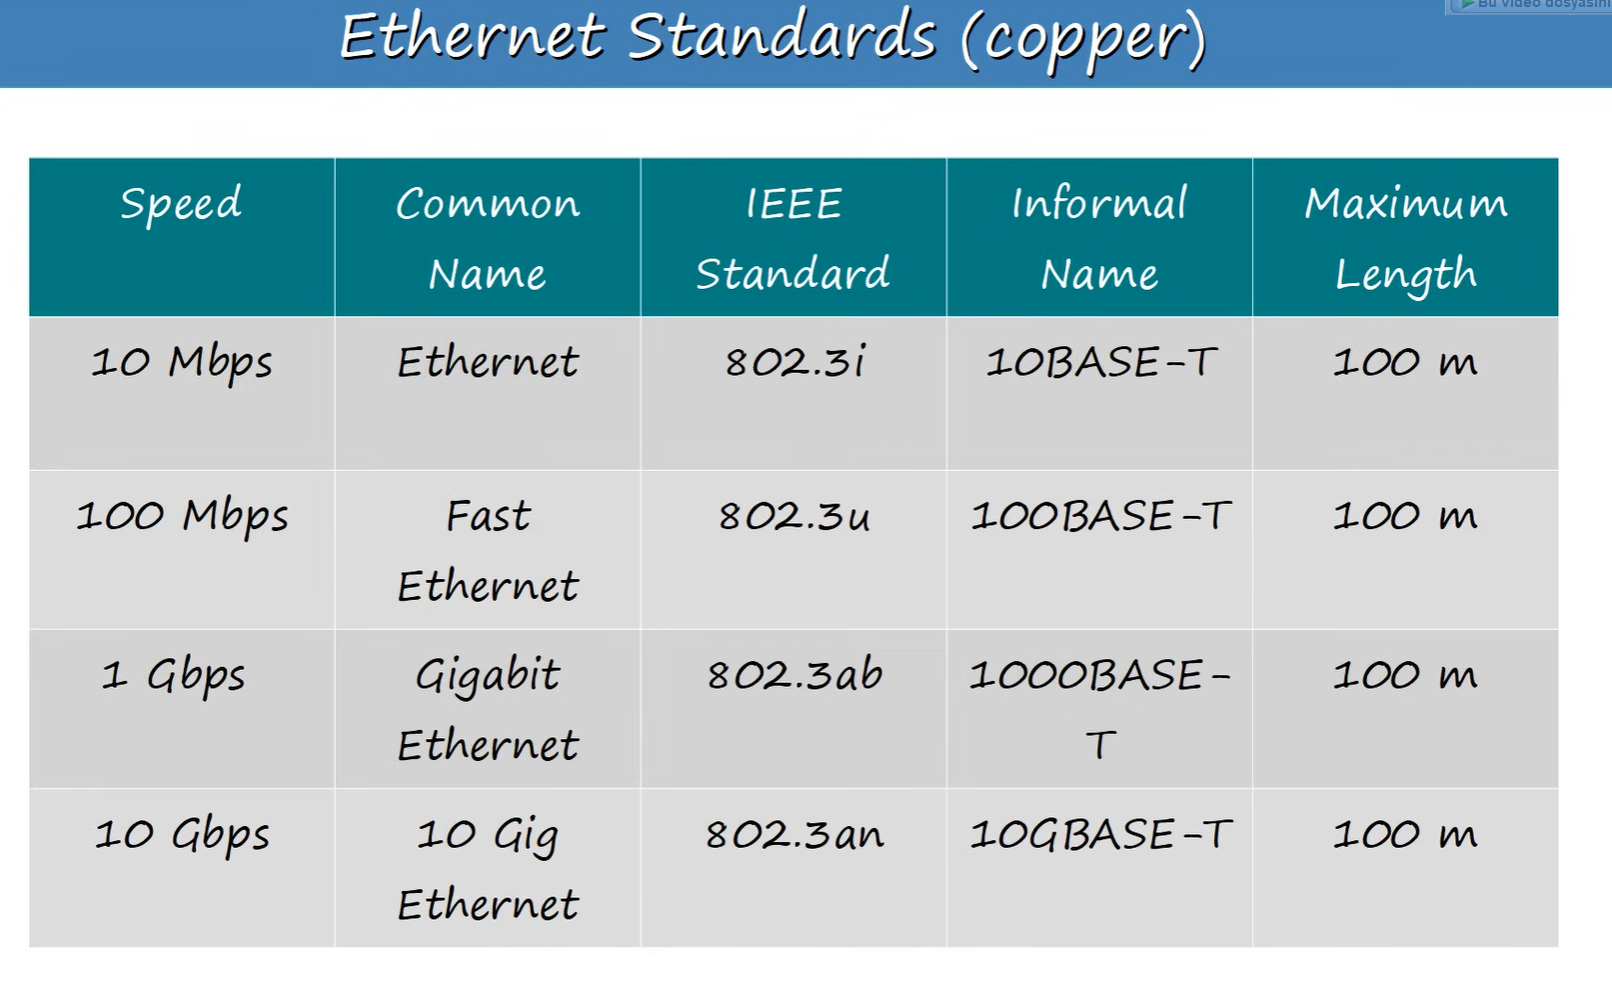 Bu video dosyasını
Ethernet Standards (copper)
Speed
Common
Name
IEEE
Standard
Informal
Name
Maximum
Length
10 Mbps
Ethernet
802.3i
10BASE-T
100 m
100 Mbps
Fast
Ethernet
802.3u
100BASE-T
100 m
1 Gbps
Gigabit
Ethernet
802.3ab
1000BASE-
T
100 m
10 Gbps
10 Gig
Ethernet
802.3an
10GBASE-T
100 m